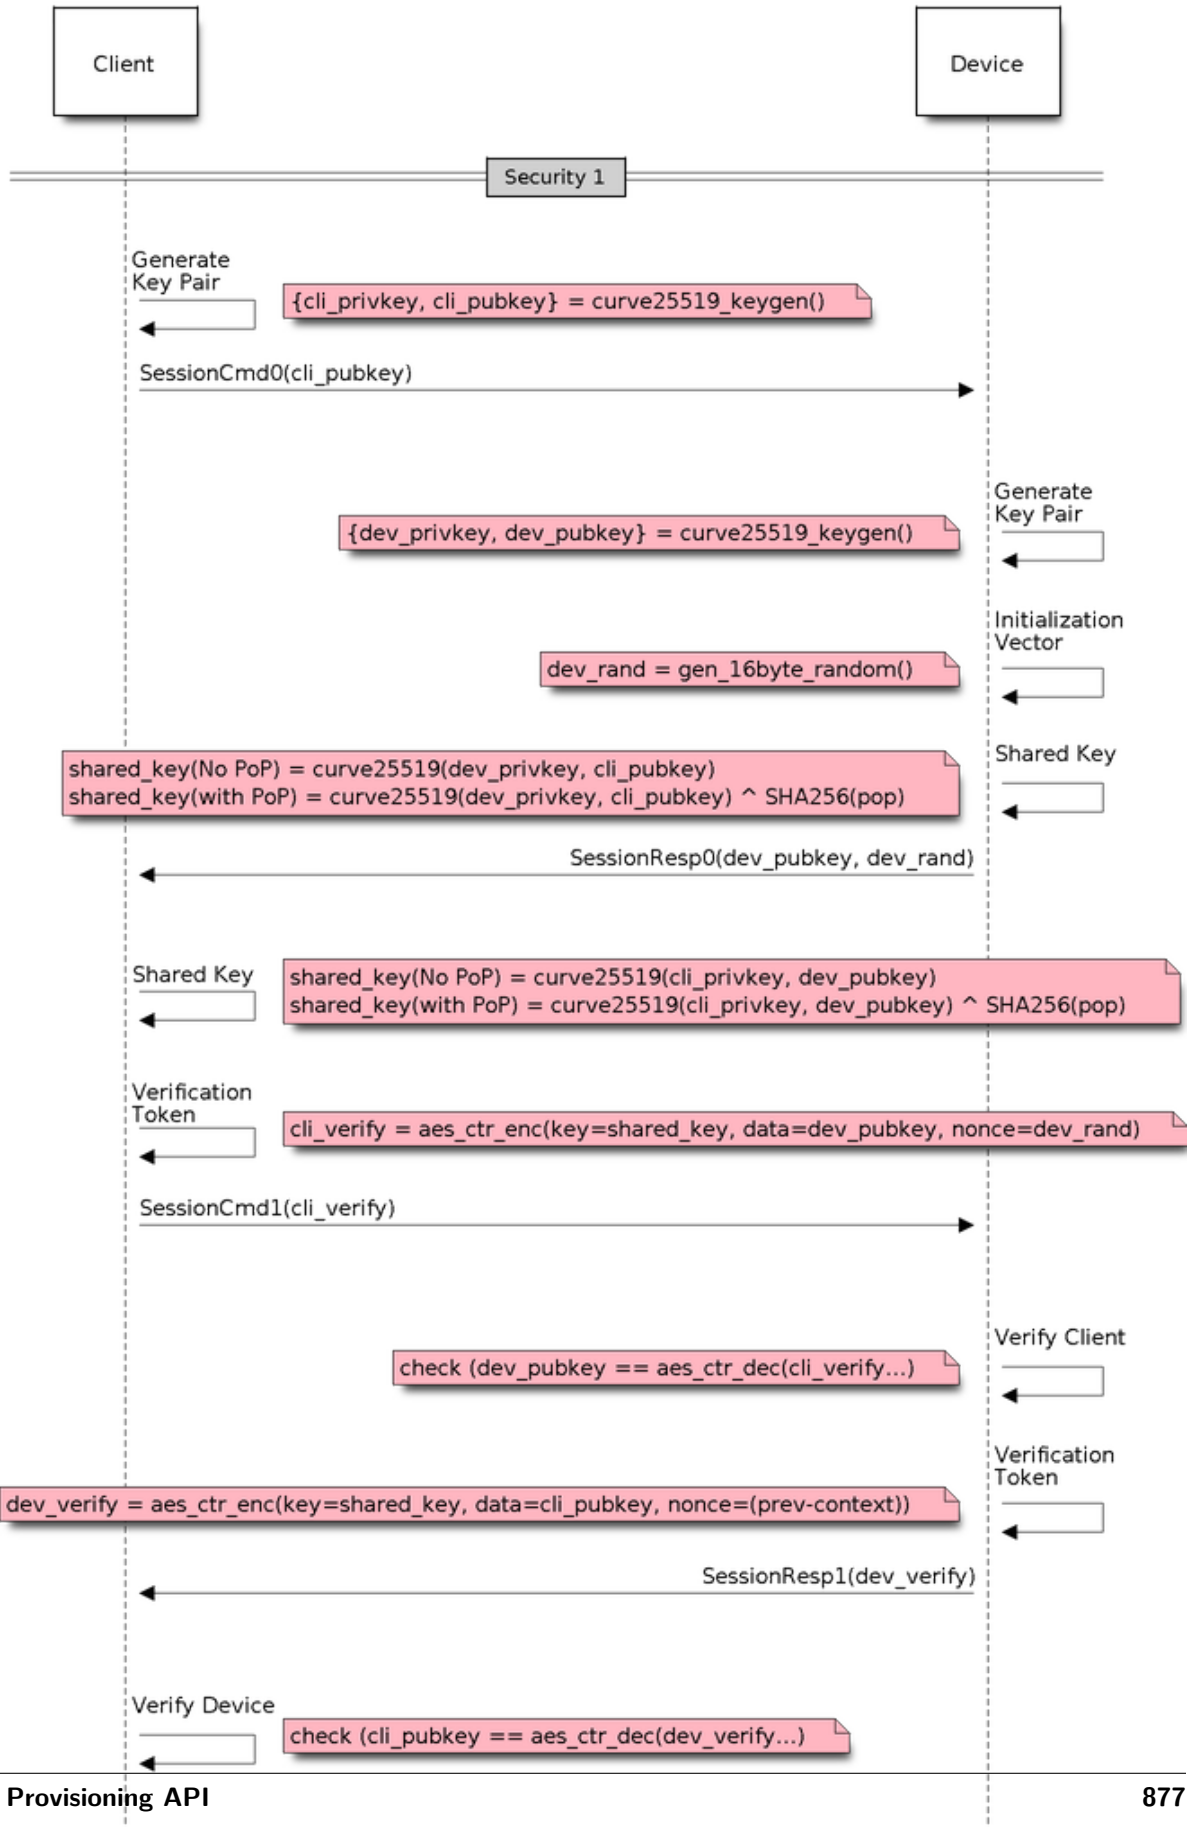 Client
Device
Security 1
Generate
Key Pair
{cli_privkey, cli_pubkey} = curve25519_keygen()
SessionCmd0(cli_pubkey)
Generate
Key Pair
{dev_privkey, dev_pubkey} = curve25519_keygen()
Initialization
Vector
dev_rand = gen_16byte_random()
Shared Key
shared_key(No PoP) = curve25519(dev_privkey, cli_pubkey)
shared_key(with PoP) = curve25519(dev_privkey, cli_pubkey) ^ SHA256(pop)
SessionResp0(dev_pubkey, dev_rand)
Shared Key
shared_key(No PoP) = curve25519(cli_privkey, dev_pubkey)
shared_key(with PoP) = curve25519(cli_privkey, dev_pubkey) ^ SHA256(pop)
Verification
Token
cli_verify = aes_ctr_enc(key=shared_key, data=dev_pubkey, nonce=dev_rand)
SessionCmd1(cli_verify)
Verify Client
check (dev_pubkey == aes_ctr_dec(cli_verify...)
Verification
Token
dev_verify = aes_ctr_enc(key=shared_key, data=cli_pubkey, nonce=(prev-context))
SessionResp1(dev_verify)
Verify Device
check (cli_pubkey == aes_ctr_dec(dev_verify...)
Provisioning API
877